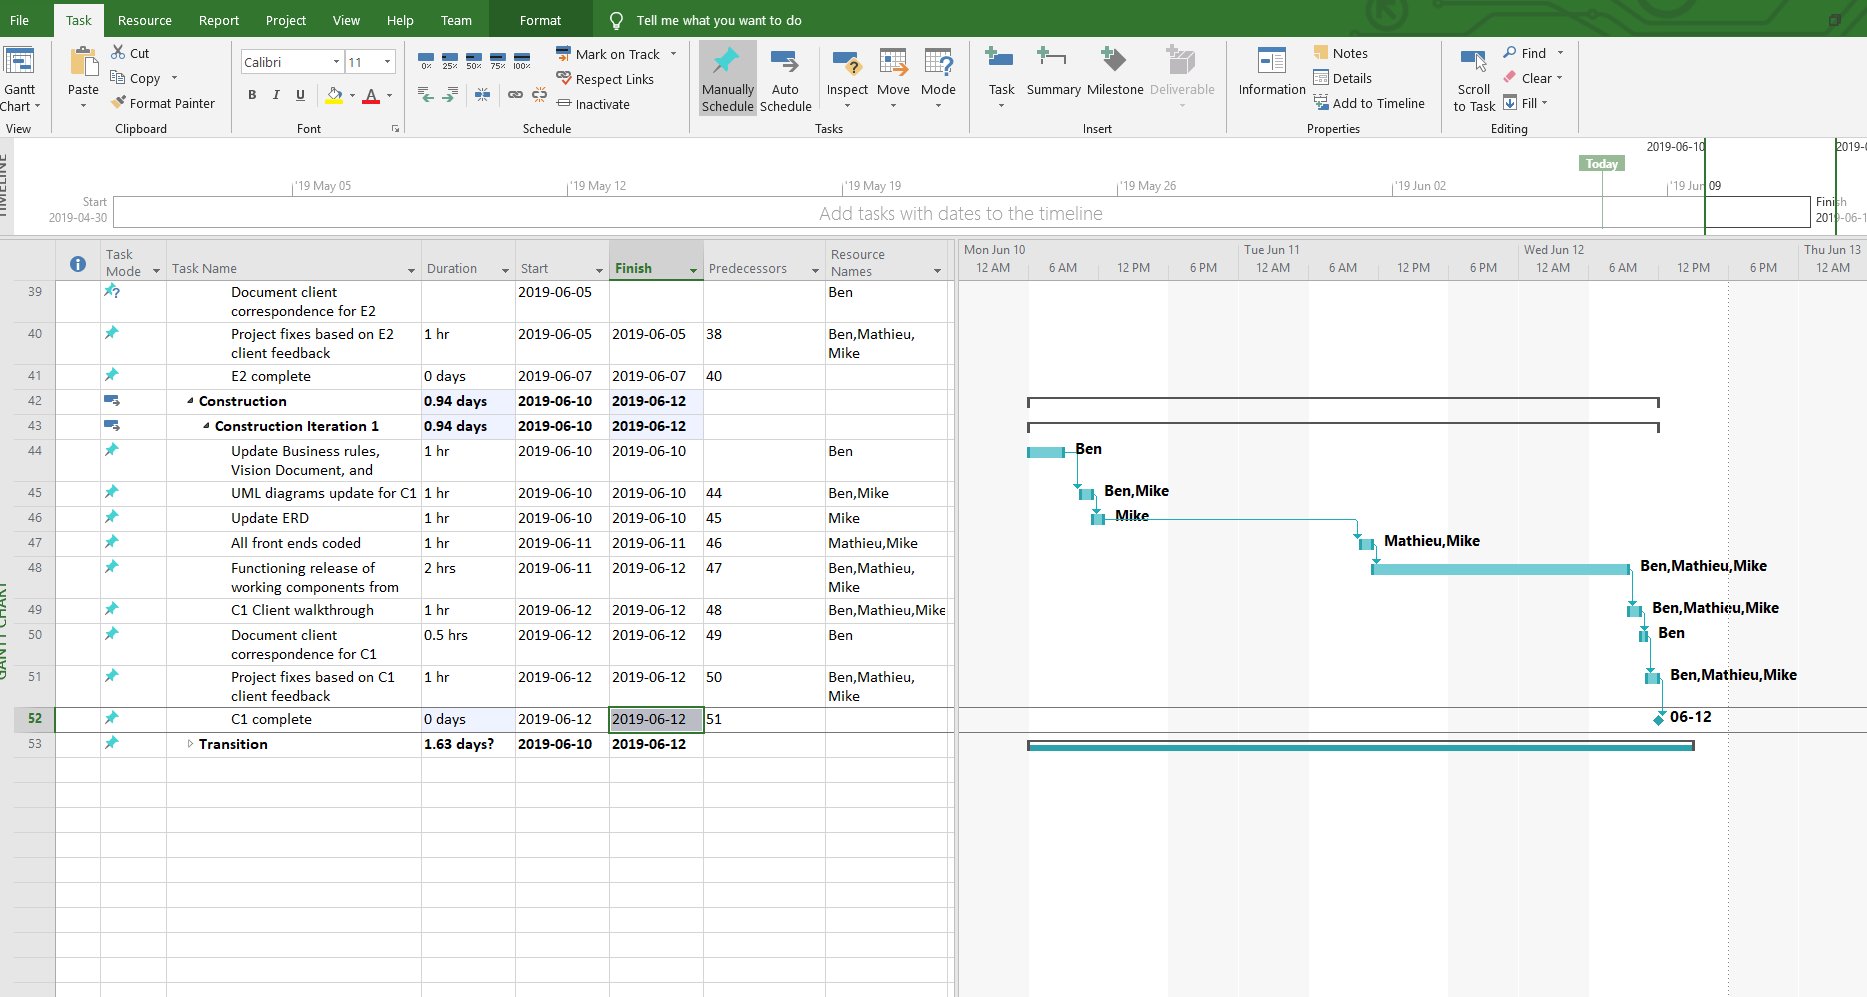 File Task Resource Report Project View Help Team Format Tell me what you want to do
Gantt
Chart
View
Paste
Cut
Copy
Format Painter
Clipboard
Calibri 11
B I U A
Font
0% 25% 50% 75% 100%
Mark on Track
Respect Links
Inactivate
Schedule
Manually
Schedule
Auto
Schedule
Inspect
Move
Mode
Tasks
Task
Summary
Milestone
Deliverable
Insert
Information
Notes
Details
Add to Timeline
Properties
Scroll
to Task
Find
Clear
Fill
Editing
TIMELINE
2019-06-10
Today
'19 May 05 '19 May 12 '19 May 19 '19 May 26 '19 Jun 02 '19 Jun 09
Start
2019-04-30
Add tasks with dates to the timeline
Finish
Task
Mode
Task Name
Duration
Start
Finish
Predecessors
Resource
Names
Mon Jun 10 Tue Jun 11 Wed Jun 12 Thu Jun 13
12 AM 6 AM 12 PM 6 PM 12 AM 6 AM 12 PM 6 PM 12 AM 6 AM 12 PM 6 PM 12 AM
GANTT CHART
39 Document client 2019-06-05 Ben
correspondence for E2
40 Project fixes based on E2 1 hr 2019-06-05 2019-06-05 38 Ben,Mathieu,
client feedback Mike
41 E2 complete 0 days 2019-06-07 2019-06-07 40
42 Construction 0.94 days 2019-06-10 2019-06-12
43 Construction Iteration 1 0.94 days 2019-06-10 2019-06-12
44 Update Business rules, 1 hr 2019-06-10 2019-06-10 Ben Ben
Vision Document, and
45 UML diagrams update for C1 1 hr 2019-06-10 2019-06-10 44 Ben,Mike Ben,Mike
46 Update ERD 1 hr 2019-06-10 2019-06-10 45 Mike Mike
47 All front ends coded 1 hr 2019-06-11 2019-06-11 46 Mathieu,Mike Mathieu,Mike
48 Functioning release of 2 hrs 2019-06-11 2019-06-12 47 Ben,Mathieu, Ben,Mathieu,Mike
working components from Mike
49 C1 Client walkthrough 1 hr 2019-06-12 2019-06-12 48 Ben,Mathieu,Mike Ben,Mathieu,Mike
50 Document client 0.5 hrs 2019-06-12 2019-06-12 49 Ben Ben
correspondence for C1
51 Project fixes based on C1 1 hr 2019-06-12 2019-06-12 50 Ben,Mathieu, Ben,Mathieu,Mike
client feedback Mike
52 C1 complete 0 days 2019-06-12 2019-06-12 51 06-12
53 Transition 1.63 days? 2019-06-10 2019-06-12